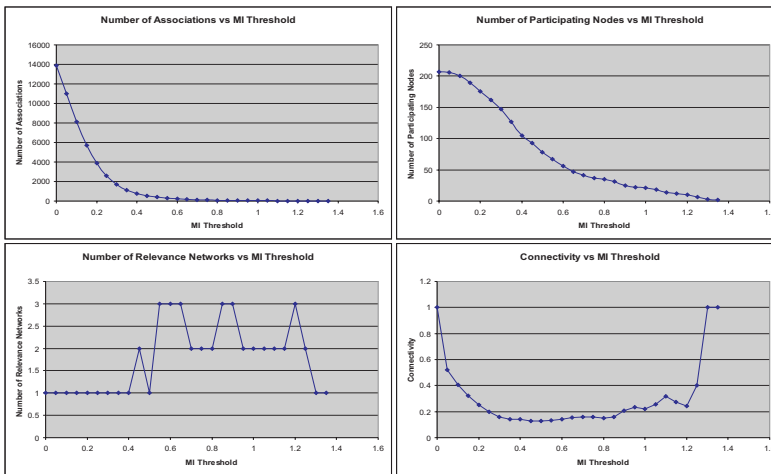 Number of Associations vs MI Threshold
16000
14000
12000
10000
8000
6000
4000
2000
0
Number of Associations
0 0.2 0.4 0.6 0.8 1 1.2 1.4 1.6
MI Threshold
Number of Participating Nodes vs MI Threshold
250
200
150
100
50
0
Number of Participating Nodes
0 0.2 0.4 0.6 0.8 1 1.2 1.4 1.6
MI Threshold
Number of Relevance Networks vs MI Threshold
3.5
3
2.5
2
1.5
1
0.5
0
Number of Relevance Networks
0 0.2 0.4 0.6 0.8 1 1.2 1.4 1.6
MI Threshold
Connectivity vs MI Threshold
1.2
1
0.8
0.6
0.4
0.2
0
Connectivity
0 0.2 0.4 0.6 0.8 1 1.2 1.4
MI Threshold